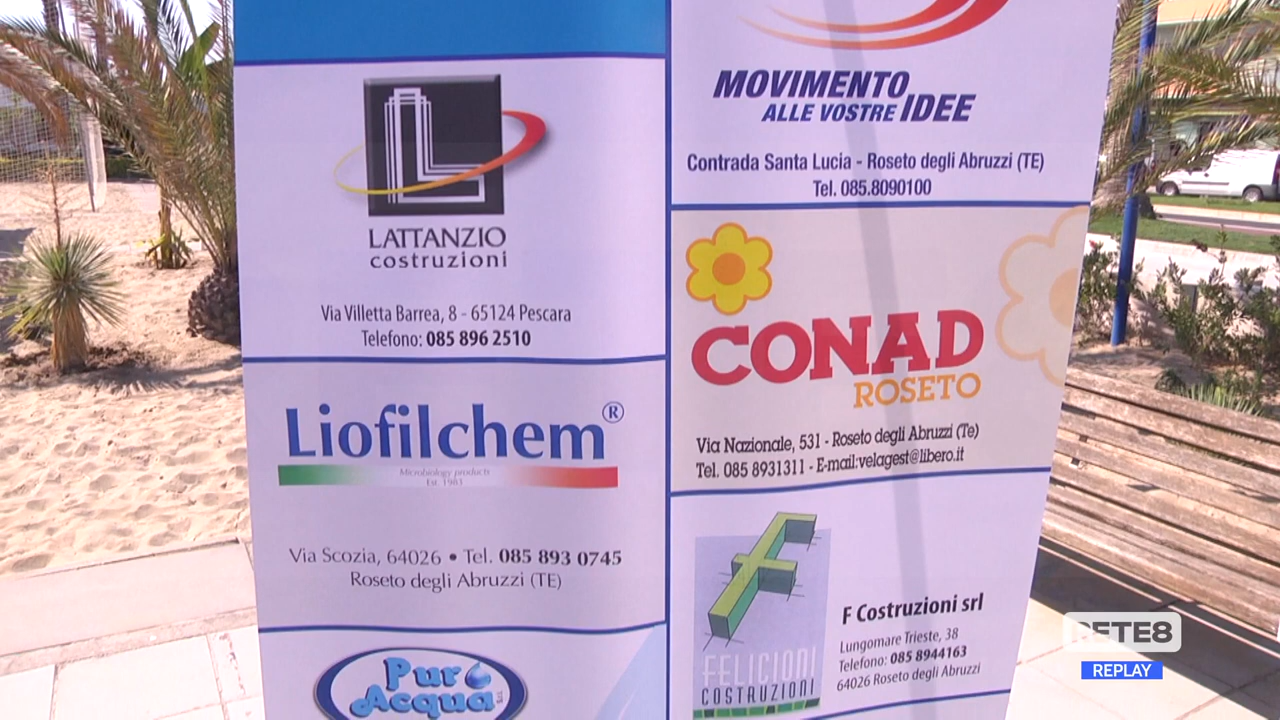 LATTANZIO
costruzioni
Via Villetta Barrea, 8 - 65124 Pescara
Telefono: 085 896 2510
Liofilchem®
Microbiology products
Est. 1983
Via Scozia, 64026 • Tel. 085 893 0745
Roseto degli Abruzzi (TE)
Pur
Acqua
MOVIMENTO
ALLE VOSTRE IDEE
Contrada Santa Lucia - Roseto degli Abruzzi (TE)
Tel. 085.8090100
CONAD
ROSETO
Via Nazionale, 531 - Roseto degli Abruzzi (Te)
Tel. 085 8931311 - E-mail:velagest@libero.it
FELICIONI
COSTRUZIONI
F Costruzioni srl
Lungomare Trieste, 38
Telefono: 085 8944163
64026 Roseto degli Abruzzi
RETE8
REPLAY